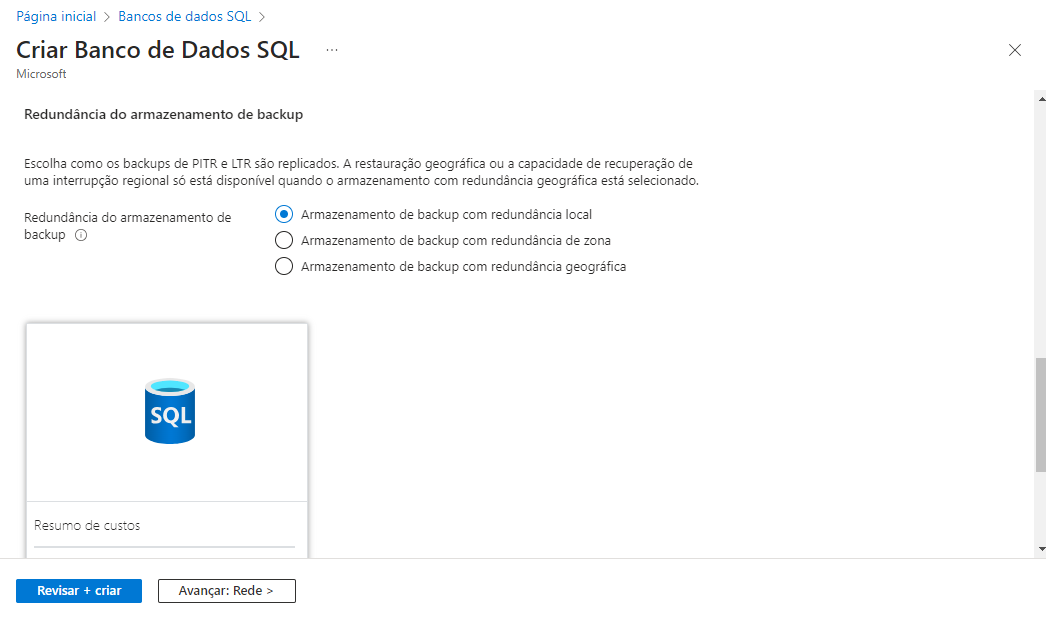 Página inicial > Bancos de dados SQL >
Criar Banco de Dados SQL ...
Microsoft
Redundância do armazenamento de backup
Escolha como os backups de PITR e LTR são replicados. A restauração geográfica ou a capacidade de recuperação de
uma interrupção regional só está disponível quando o armazenamento com redundância geográfica está selecionado.
Redundância do armazenamento de
backup
Armazenamento de backup com redundância local
Armazenamento de backup com redundância de zona
Armazenamento de backup com redundância geográfica
SQL
Resumo de custos
Revisar + criar
Avançar: Rede >